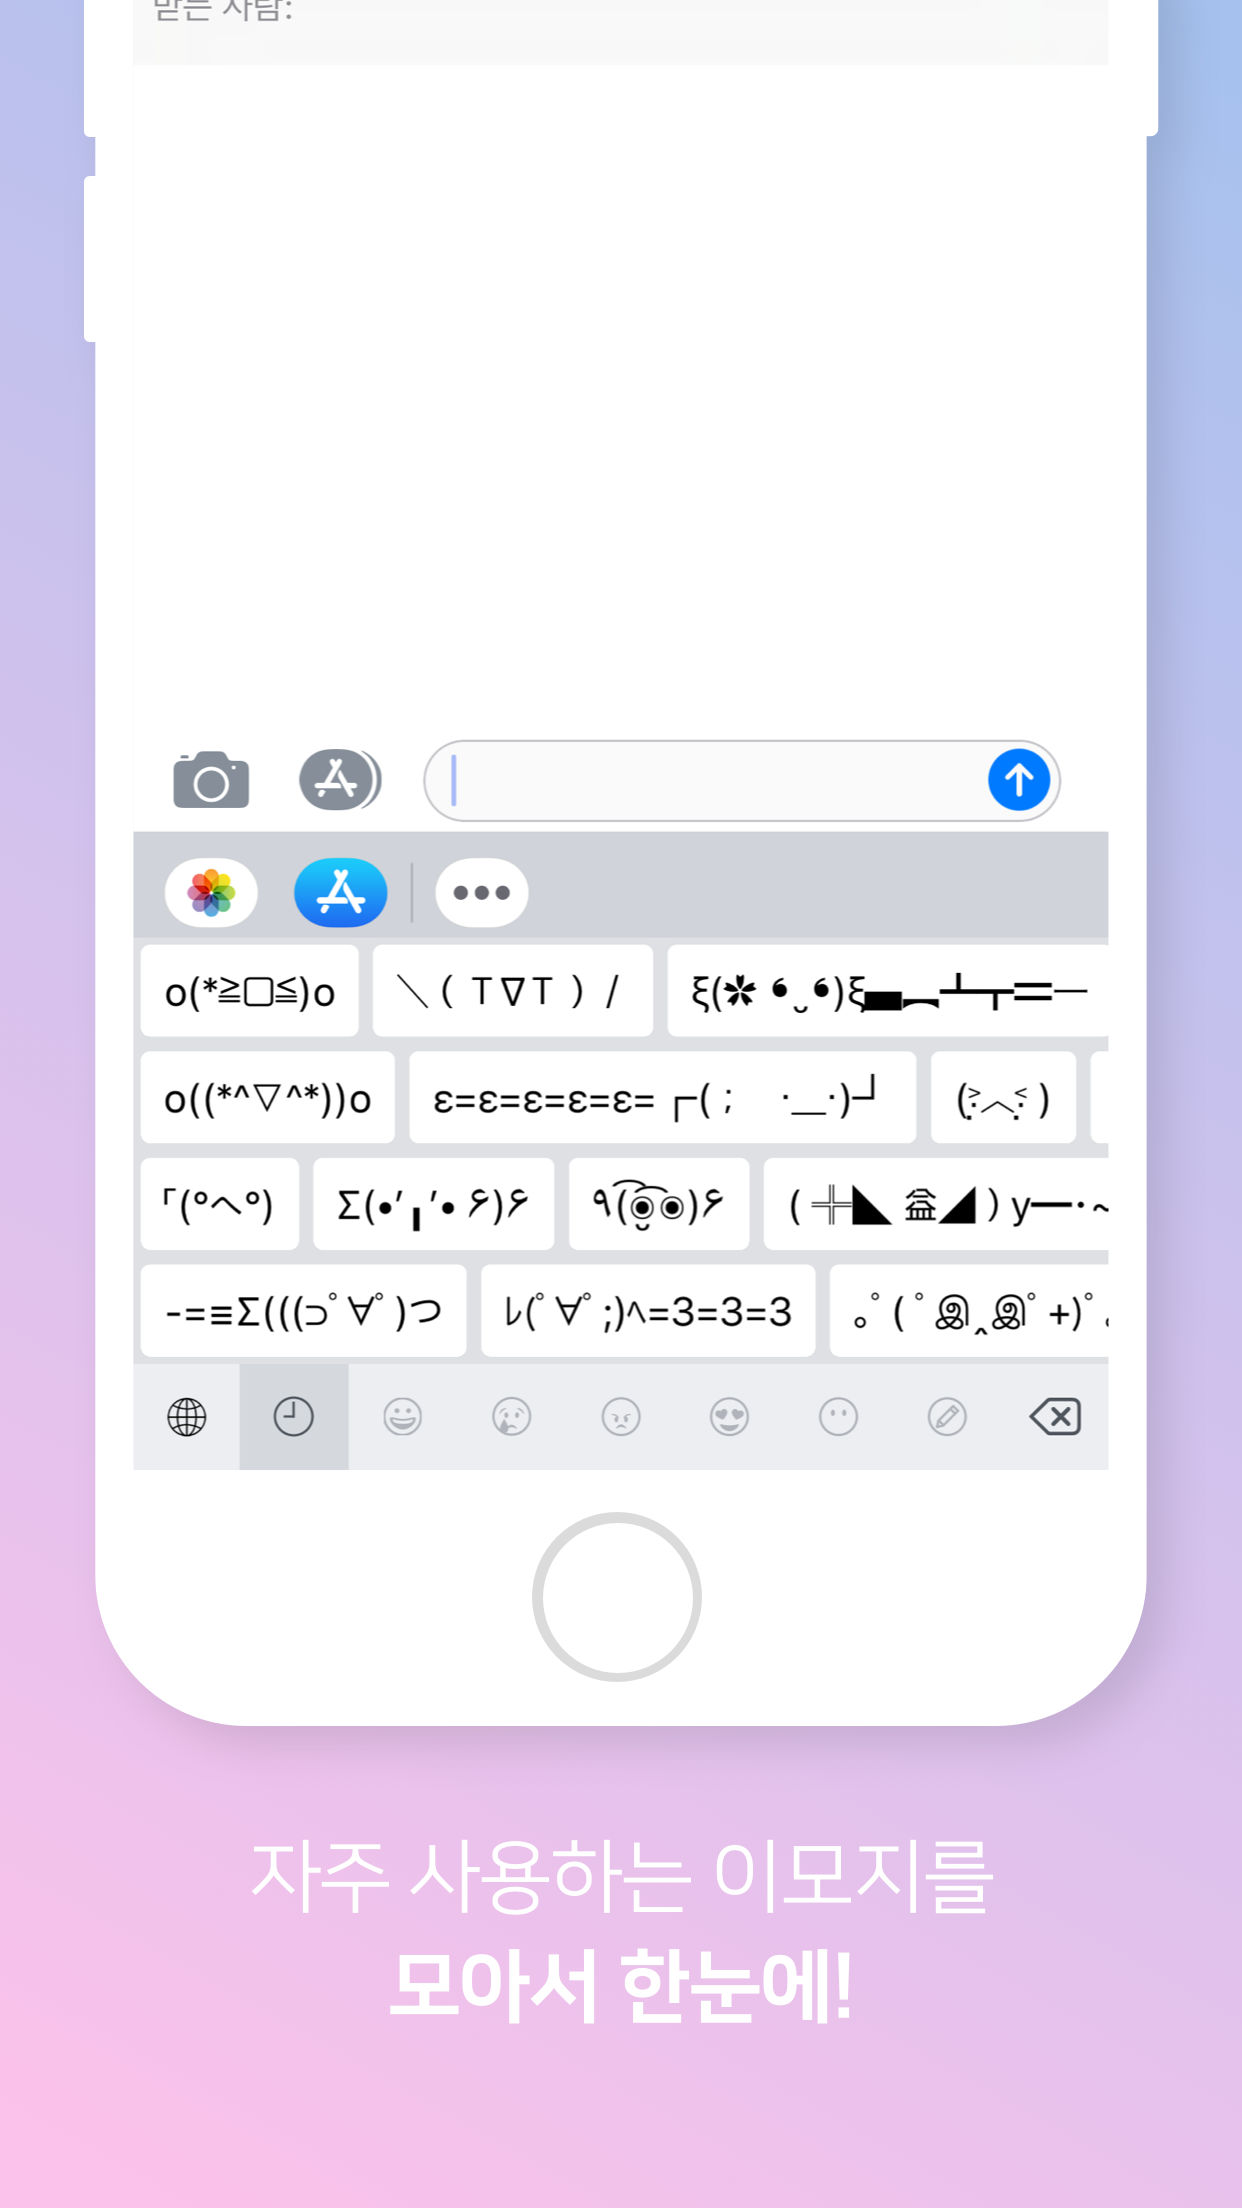 받는 사람:
o(*≧▢≦)o
＼( T∇T )/
ξ(✿ ❛‿❛)ξ▄︻┻┳═一
o((*^▽^*))o
ε=ε=ε=ε=ε=┌(; ･＿･)┘
「(°ヘ°)
Σ(•’╻’• ۶)۶
٩(͡๏̯͡๏)۶
(╬◣﹏◢)y━･~
-=≡Σ(((⊃ﾟ∀ﾟ)つ
ﾚ(ﾟ∀ﾟ;)ﾍ=3=3=3
｡ﾟ(ﾟஇ‸இﾟ+)ﾟ｡
자주 사용하는 이모지를
모아서 한눈에!